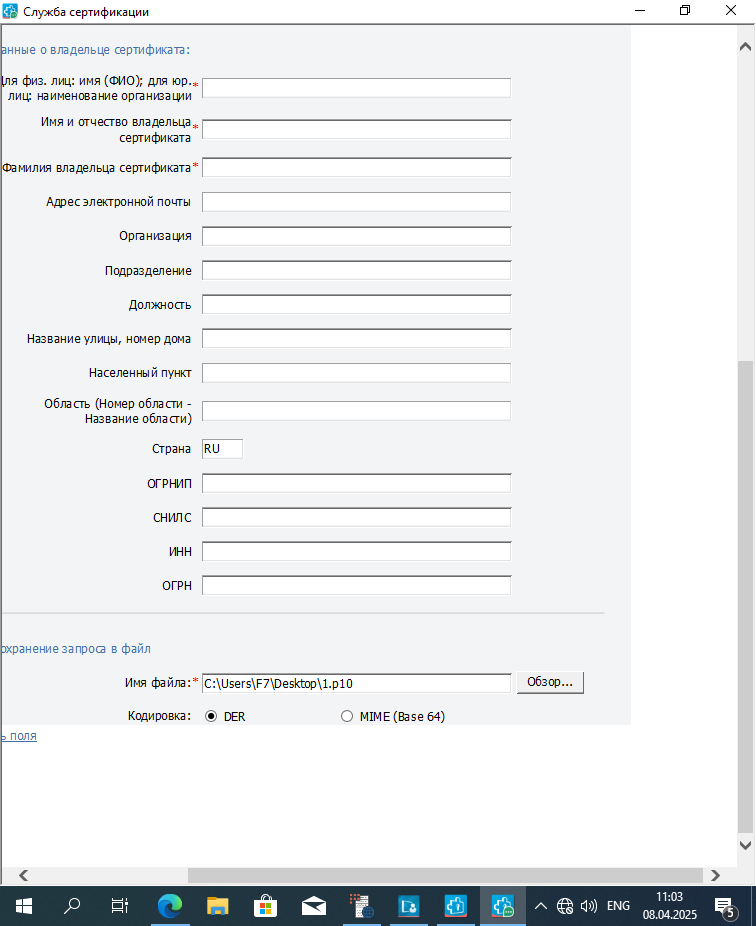 Служба сертификации
анные о владельце сертификата:
Для физ. лиц: имя (ФИО); для юр.
лиц: наименование организации*
Имя и отчество владельца
сертификата*
Фамилия владельца сертификата*
Адрес электронной почты
Организация
Подразделение
Должность
Название улицы, номер дома
Населенный пункт
Область (Номер области -
Название области)
Страна RU
ОГРНИП
СНИЛС
ИНН
ОГРН
охранение запроса в файл
Имя файла:* C:\Users\F7\Desktop\1.p10 Обзор...
Кодировка: DER MIME (Base 64)
ь поля
ENG
11:03
08.04.2025
5